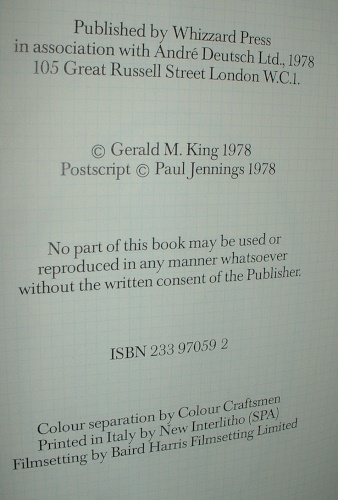 Published by Whizzard Press
in association with André Deutsch Ltd., 1978
105 Great Russell Street London W.C.1.
© Gerald M. King 1978
Postscript © Paul Jennings 1978
No part of this book may be used or
reproduced in any manner whatsoever
without the written consent of the Publisher.
ISBN 233 97059 2
Colour separation by Colour Craftsmen
Printed in Italy by New Interlitho (SPA)
Filmsetting by Baird Harris Filmsetting Limited